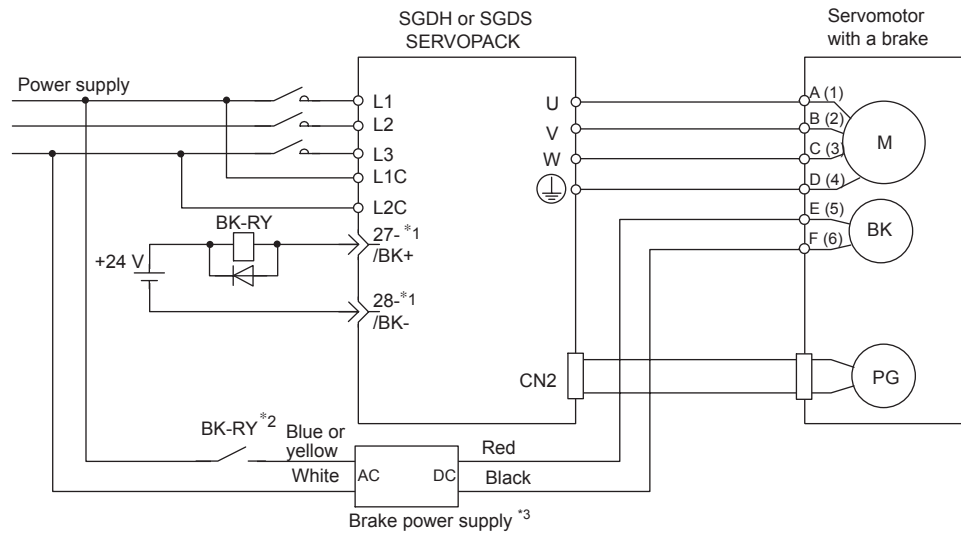 SGDH or SGDS
SERVOPACK
Servomotor
with a brake
Power supply
L1
L2
L3
L1C
L2C
U
V
W
A (1)
B (2)
C (3)
D (4)
M
E (5)
F (6)
BK
BK-RY
+24 V
27-*1
/BK+
28-*1
/BK-
CN2
PG
BK-RY*2
Blue or
yellow
White
AC
DC
Red
Black
Brake power supply *3